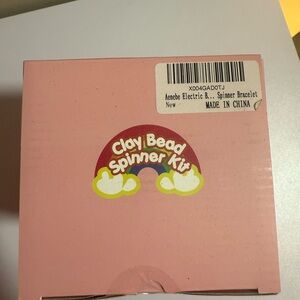 X004GAD0TJ
Aenebe Electric B... Spinner Bracelet
New
MADE IN CHINA
Clay Bead
Spinner Kit